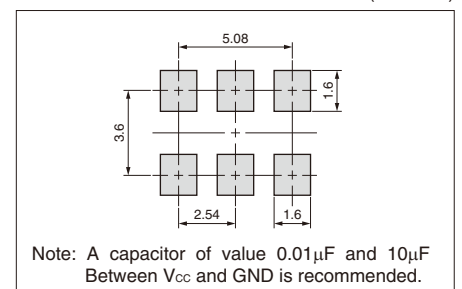 5.08
1.6
3.6
2.54
1.6
Note: A capacitor of value 0.01μF and 10μF
Between Vcc and GND is recommended.